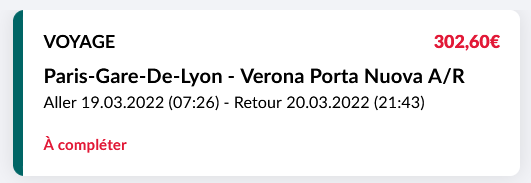 VOYAGE 302,60€
Paris-Gare-De-Lyon - Verona Porta Nuova A/R
Aller 19.03.2022 (07:26) - Retour 20.03.2022 (21:43)
À compléter